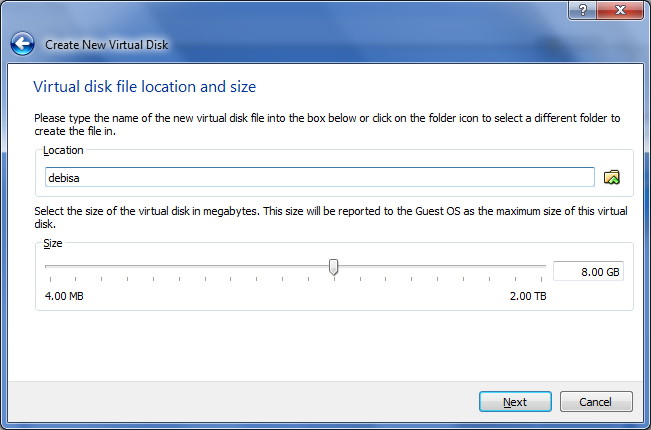 Create New Virtual Disk
Virtual disk file location and size
Please type the name of the new virtual disk file into the box below or click on the folder icon to select a different folder to
create the file in.
Location
debisa
Select the size of the virtual disk in megabytes. This size will be reported to the Guest OS as the maximum size of this virtual
disk.
Size
8.00 GB
4.00 MB 2.00 TB
Next Cancel